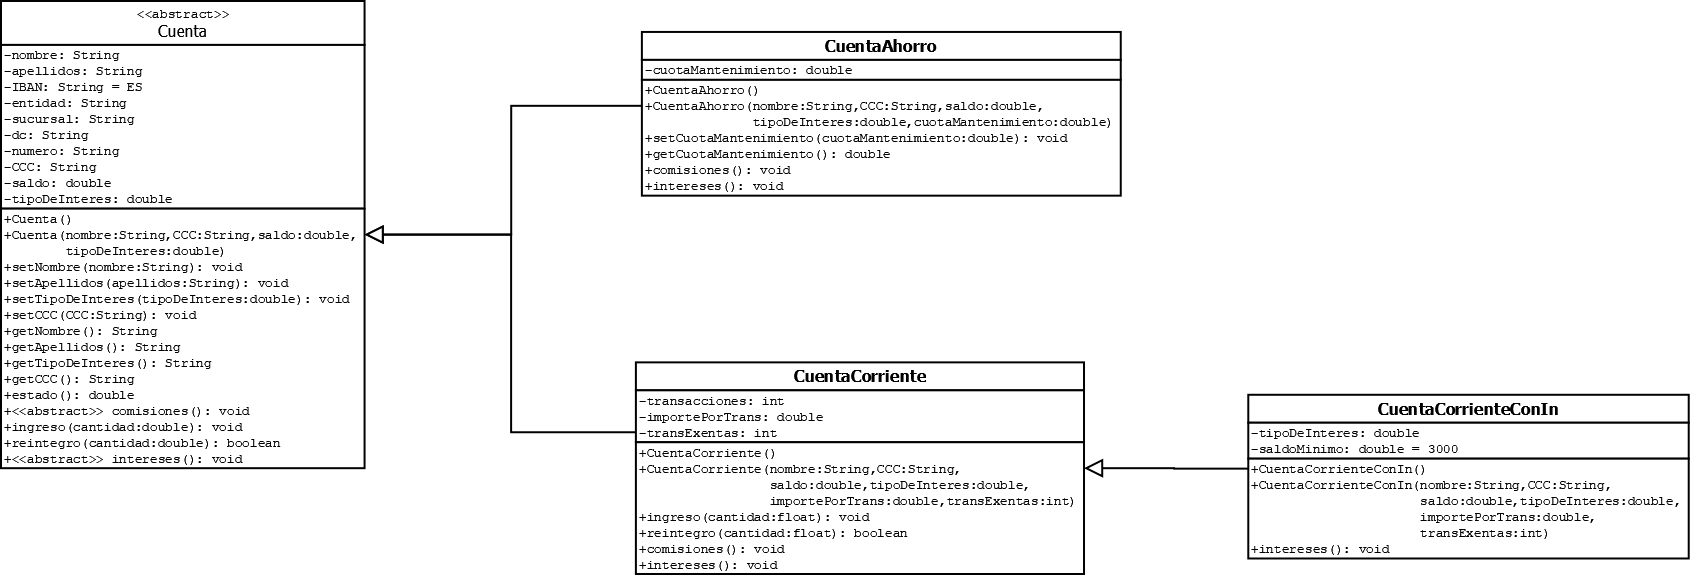 <<abstract>>
Cuenta
-nombre: String
-apellidos: String
-IBAN: String = ES
-entidad: String
-sucursal: String
-dc: String
-numero: String
-CCC: String
-saldo: double
-tipoDeInteres: double
+Cuenta()
+Cuenta(nombre:String,CCC:String,saldo:double,
tipoDeInteres:double)
+setNombre(nombre:String): void
+setApellidos(apellidos:String): void
+setTipoDeInteres(tipoDeInteres:double): void
+setCCC(CCC:String): void
+getNombre(): String
+getApellidos(): String
+getTipoDeInteres(): String
+getCCC(): String
+estado(): double
+<<abstract>> comisiones(): void
+ingreso(cantidad:double): void
+reintegro(cantidad:double): boolean
+<<abstract>> intereses(): void
CuentaAhorro
-cuotaMantenimiento: double
+CuentaAhorro()
+CuentaAhorro(nombre:String,CCC:String,saldo:double,
tipoDeInteres:double,cuotaMantenimiento:double)
+setCuotaMantenimiento(cuotaMantenimiento:double): void
+getCuotaMantenimiento(): double
+comisiones(): void
+intereses(): void
CuentaCorriente
-transacciones: int
-importePorTrans: double
-transExentas: int
+CuentaCorriente()
+CuentaCorriente(nombre:String,CCC:String,
saldo:double,tipoDeInteres:double,
importePorTrans:double,transExentas:int)
+ingreso(cantidad:float): void
+reintegro(cantidad:float): boolean
+comisiones(): void
+intereses(): void
CuentaCorrienteConIn
-tipoDeInteres: double
-saldoMinimo: double = 3000
+CuentaCorrienteConIn()
+CuentaCorrienteConIn(nombre:String,CCC:String,
saldo:double,tipoDeInteres:double,
importePorTrans:double,
transExentas:int)
+intereses(): void